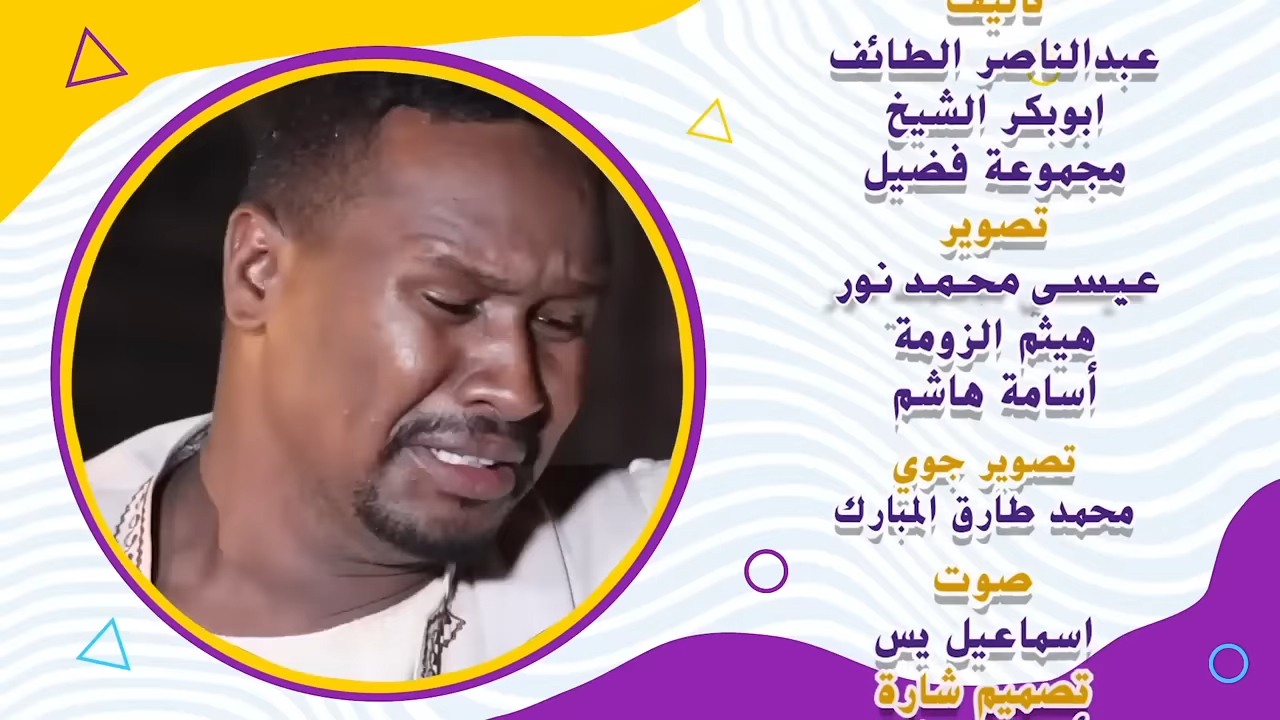 تأليف
عبدالناصر الطائف
ابوبكر الشيخ
مجموعة فضيل
تصوير
عيسى محمد نور
هيثم الزومة
أسامة هاشم
تصوير جوي
محمد طارق المبارك
صوت
اسماعيل يس
تصميم شارة